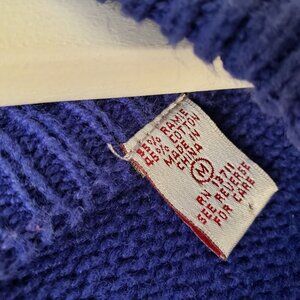 55% RAMIE
45% COTTON
MADE IN
CHINA
M
RN 13711
SEE REVERSE
FOR CARE